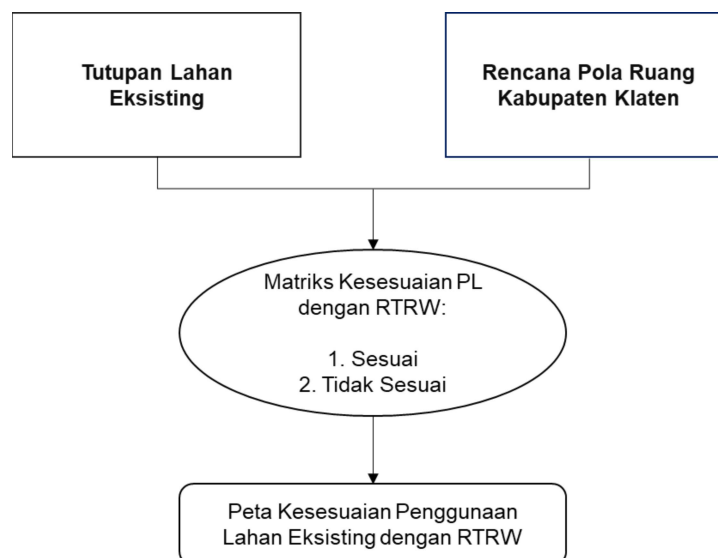 Tutupan Lahan
Eksisting
Rencana Pola Ruang
Kabupaten Klaten
Matriks Kesesuaian PL
dengan RTRW:
1. Sesuai
2. Tidak Sesuai
Peta Kesesuaian Penggunaan
Lahan Eksisting dengan RTRW